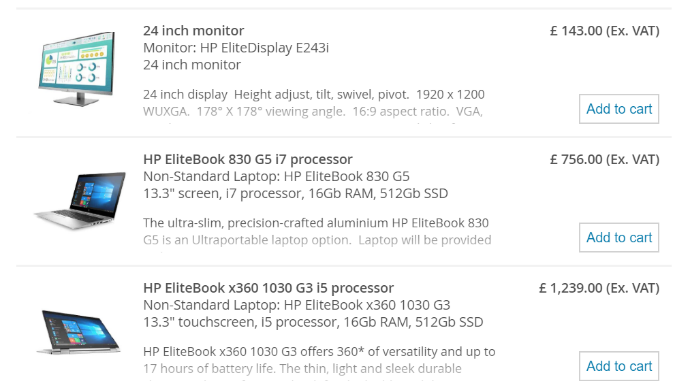 24 inch monitor
£ 143.00 (Ex. VAT)
Monitor: HP EliteDisplay E243i
24 inch monitor
24 inch display  Height adjust, tilt, swivel, pivot.  1920 x 1200
WUXGA.  178° X 178° viewing angle.  16:9 aspect ratio.  VGA,
Add to cart
HP EliteBook 830 G5 i7 processor
£ 756.00 (Ex. VAT)
Non-Standard Laptop: HP EliteBook 830 G5
13.3" screen, i7 processor, 16Gb RAM, 512Gb SSD
The ultra-slim, precision-crafted aluminium HP EliteBook 830
G5 is an Ultraportable laptop option.  Laptop will be provided
Add to cart
HP EliteBook x360 1030 G3 i5 processor
£ 1,239.00 (Ex. VAT)
Non-Standard Laptop: HP EliteBook x360 1030 G3
13.3" touchscreen, i5 processor, 16Gb RAM, 512Gb SSD
HP EliteBook x360 1030 G3 offers 360* of versatility and up to
17 hours of battery life. The thin, light and sleek durable
Add to cart